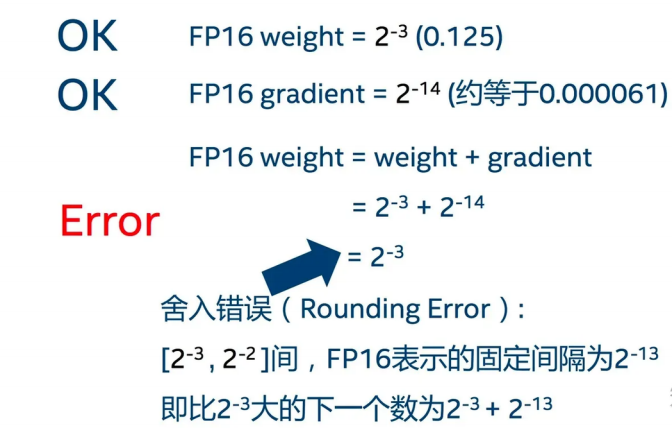 OK FP16 weight = 2⁻³ (0.125)
OK FP16 gradient = 2⁻¹⁴ (约等于0.000061)
FP16 weight = weight + gradient
= 2⁻³ + 2⁻¹⁴
Error
= 2⁻³
舍入错误（Rounding Error）:
[2⁻³ , 2⁻² ]间，FP16表示的固定间隔为2⁻¹³
即比2⁻³大的下一个数为2⁻³ + 2⁻¹³